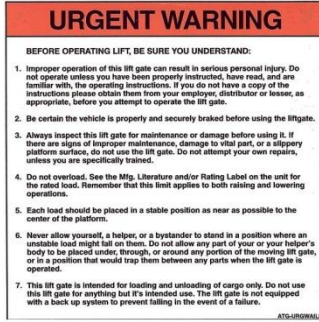 URGENT WARNING
BEFORE OPERATING LIFT, BE SURE YOU UNDERSTAND:
1. Improper operation of this lift gate can result in serious personal injury. Do
not operate unless you have been properly instructed, have read, and are
familiar with, the operating instructions. If you do not have a copy of the
instructions please obtain them from your employer, distributor or lesser, as
appropriate, before you attempt to operate the lift gate.
2. Be certain the vehicle is properly and securely braked before using the liftgate.
3. Always inspect this lift gate for maintenance or damage before using it. If
there are signs of improper maintenance, damage to vital part, or a slippery
platform surface, do not use the lift gate. Do not attempt your own repairs,
unless you are specifically trained.
4. Do not overload. See the Mfg. Literature and/or Rating Label on the unit for
the rated load. Remember that this limit applies to both raising and lowering
operations.
5. Each load should be placed in a stable position as near as possible to the
center of the platform.
6. Never allow yourself, a helper, or a bystander to stand in a position where an
unstable load might fall on them. Do not allow any part of your or your helper's
body to be placed under, through, or around any portion of the moving lift gate,
or in a position that would trap them between any parts when the lift gate is
operated.
7. This lift gate is intended for loading and unloading of cargo only. Do not use
this lift gate for anything but it's intended use. The lift gate is not equipped
with a back up system to prevent falling in the event of a failure.
ATG-URGWAIL